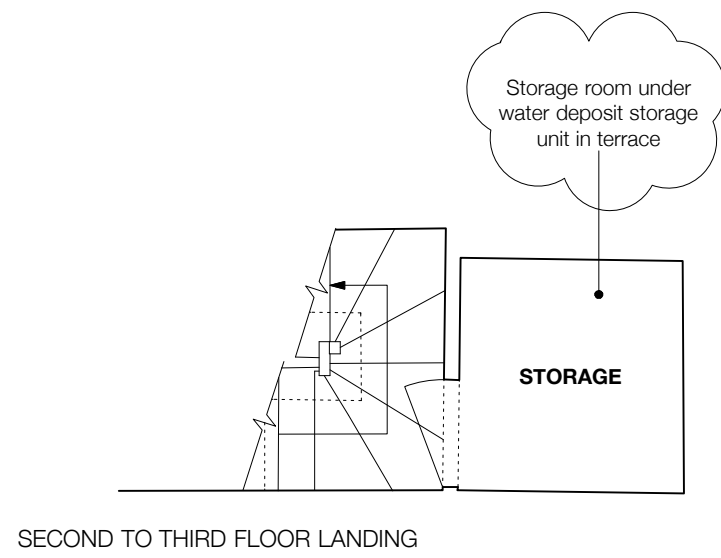 Storage room under
water deposit storage
unit in terrace
STORAGE
SECOND TO THIRD FLOOR LANDING